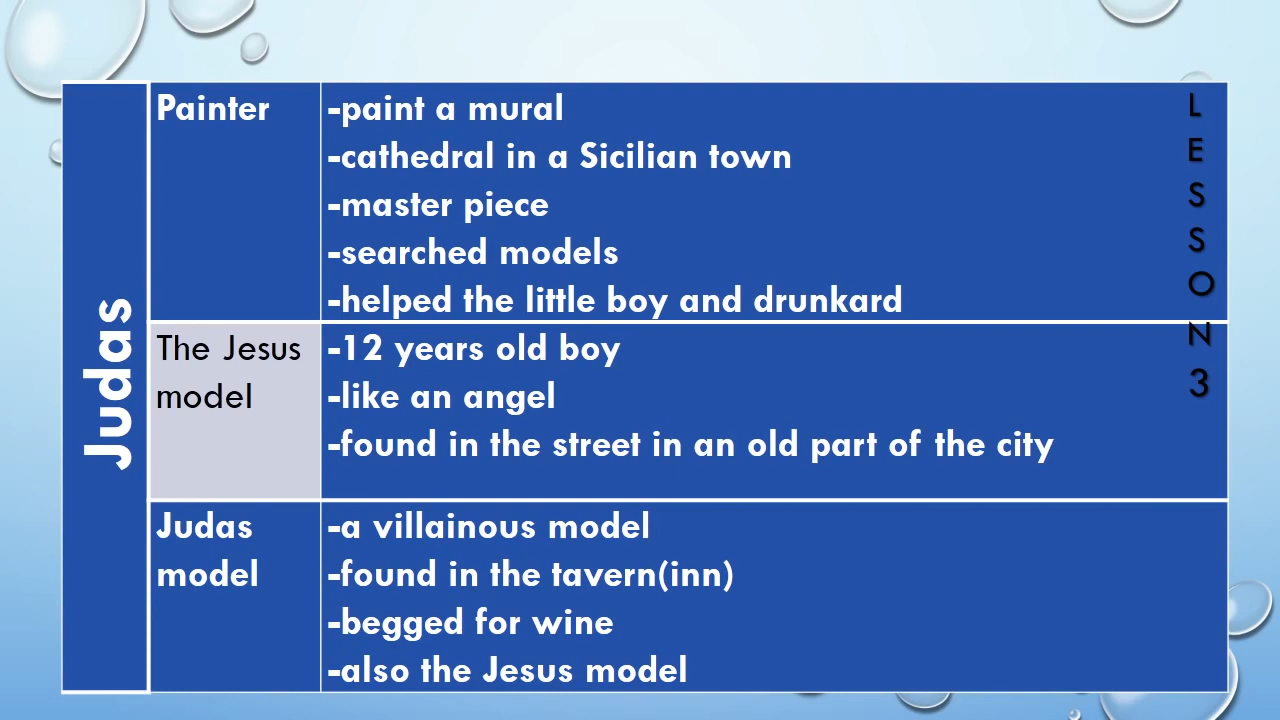 Judas
Painter
-paint a mural
-cathedral in a Sicilian town
-master piece
-searched models
-helped the little boy and drunkard
The Jesus
model
-12 years old boy
-like an angel
-found in the street in an old part of the city
Judas
model
-a villainous model
-found in the tavern(inn)
-begged for wine
-also the Jesus model
L
E
S
S
O
N
3